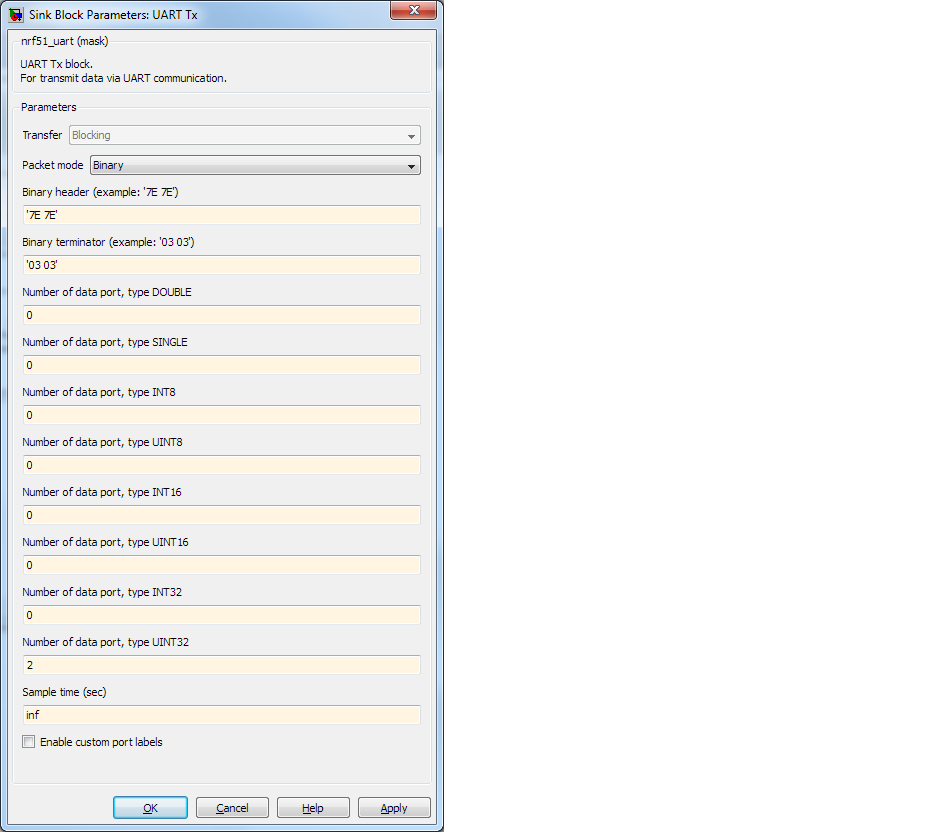 Sink Block Parameters: UART Tx
nrf51_uart (mask)
UART Tx block.
For transmit data via UART communication.
Parameters
Transfer Blocking
Packet mode Binary
Binary header (example: '7E 7E')
'7E 7E'
Binary terminator (example: '03 03')
'03 03'
Number of data port, type DOUBLE
0
Number of data port, type SINGLE
0
Number of data port, type INT8
0
Number of data port, type UINT8
0
Number of data port, type INT16
0
Number of data port, type UINT16
0
Number of data port, type INT32
0
Number of data port, type UINT32
2
Sample time (sec)
inf
Enable custom port labels
OK Cancel Help Apply